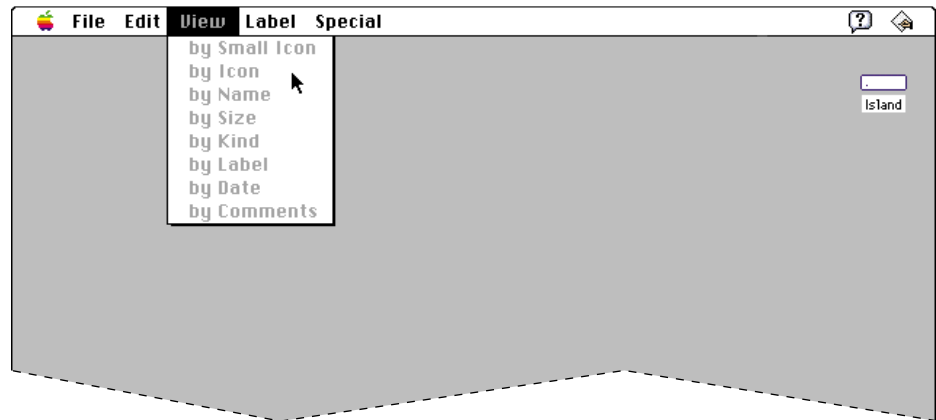 File Edit View Label Special
by Small Icon
by Icon
by Name
by Size
by Kind
by Label
by Date
by Comments
Island